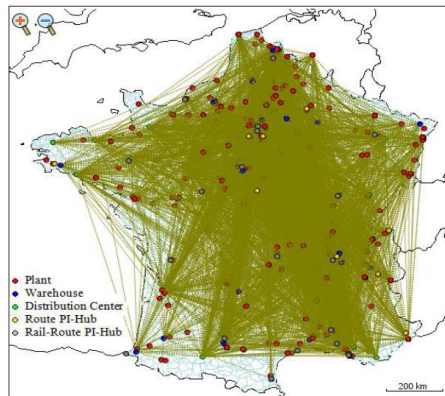 Plant
Warehouse
Distribution Center
Route PI-Hub
Rail-Route PI-Hub
200 km